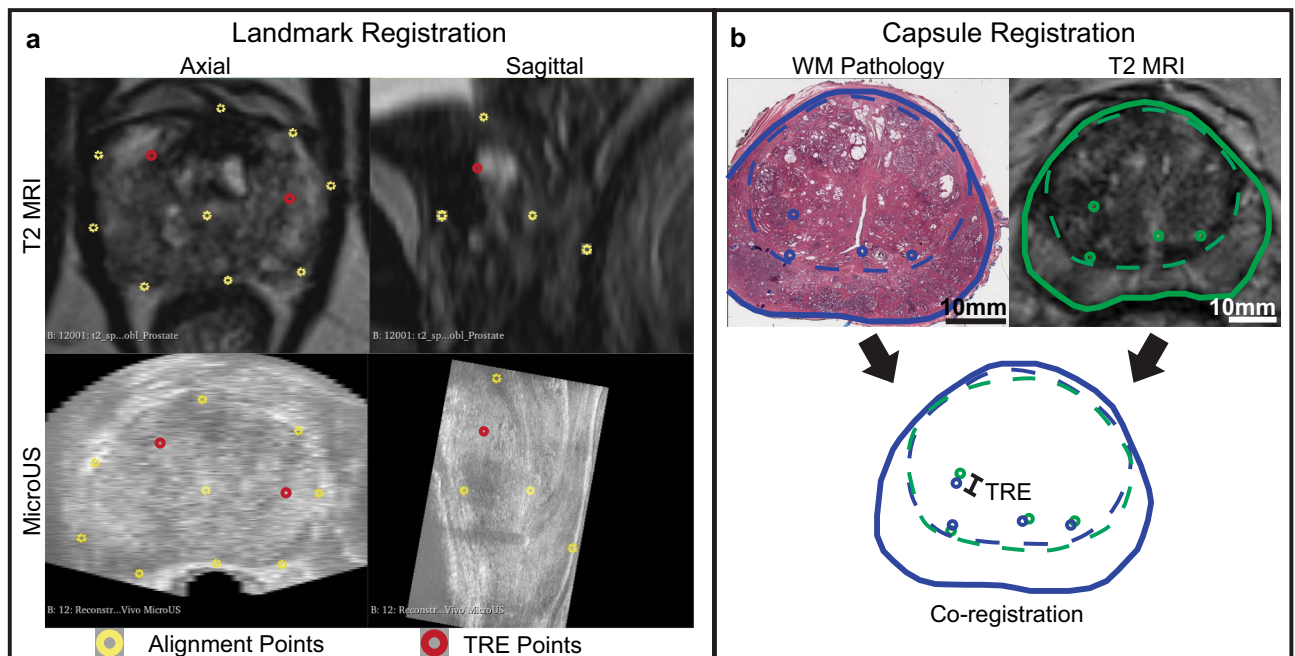 a
Landmark Registration
Axial
Sagittal
T2 MRI
B: 12001: t2_sp...obl_Prostate
B: 12001: t2_sp...obl_Prostate
MicroUS
B: 12: Reconstr...Vivo MicroUS
B: 12: Reconstr...Vivo MicroUS
Alignment Points
TRE Points
b
Capsule Registration
WM Pathology
T2 MRI
10mm
10mm
TRE
Co-registration